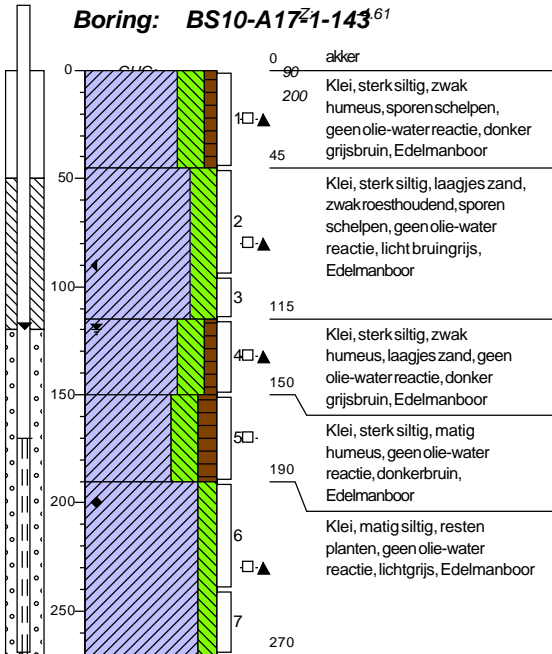 Boring: BS10-A17-1-143
Z: -1.61
GHG: 90
200
0 akker
0
Klei, sterk siltig, zwak
humeus, sporen schelpen,
geen olie-water reactie, donker
grijsbruin, Edelmanboor
1
45
50
Klei, sterk siltig, laagjes zand,
zwak roesthoudend, sporen
schelpen, geen olie-water
reactie, licht bruingrijs,
Edelmanboor
2
100
3
115
Klei, sterk siltig, zwak
humeus, laagjes zand, geen
olie-water reactie, donker
grijsbruin, Edelmanboor
4
150
150
Klei, sterk siltig, matig
humeus, geen olie-water
reactie, donkerbruin,
Edelmanboor
5
190
200
Klei, matig siltig, resten
planten, geen olie-water
reactie, lichtgrijs, Edelmanboor
6
250
7
270